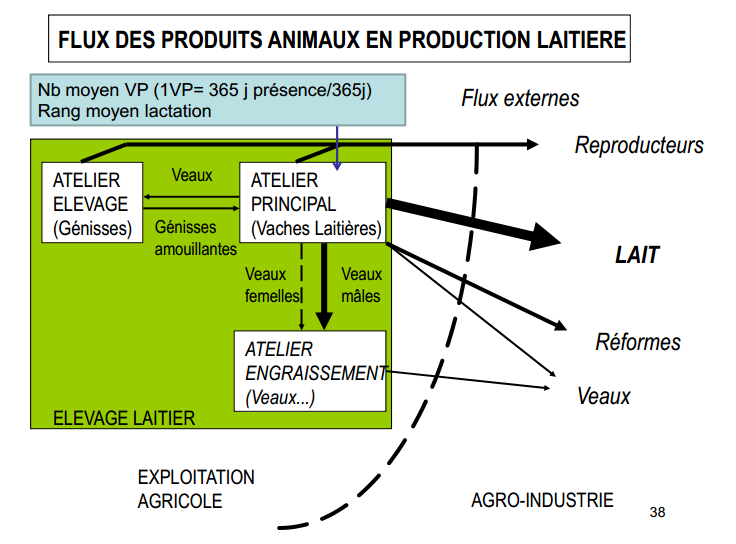 FLUX DES PRODUITS ANIMAUX EN PRODUCTION LAITIERE
Nb moyen VP (1VP= 365 j présence/365j)
Rang moyen lactation
Flux externes
Reproducteurs
ATELIER
ELEVAGE
(Génisses)
Veaux
Génisses
amouillantes
ATELIER
PRINCIPAL
(Vaches Laitières)
LAIT
Veaux
femelles
Veaux
mâles
Réformes
ATELIER
ENGRAISSEMENT
(Veaux...)
Veaux
ELEVAGE LAITIER
EXPLOITATION
AGRICOLE
AGRO-INDUSTRIE
38